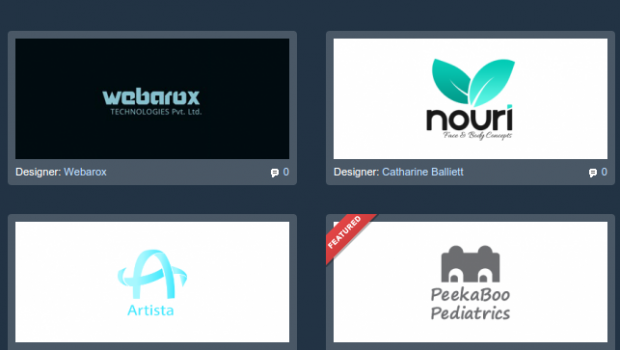 webarox
TECHNOLOGIES Pvt. Ltd.
Designer: Webarox
0
nouri
Face & Body Concepts
Designer: Catharine Balliett
0
Artista
FEATURED
PeekaBoo
Pediatrics